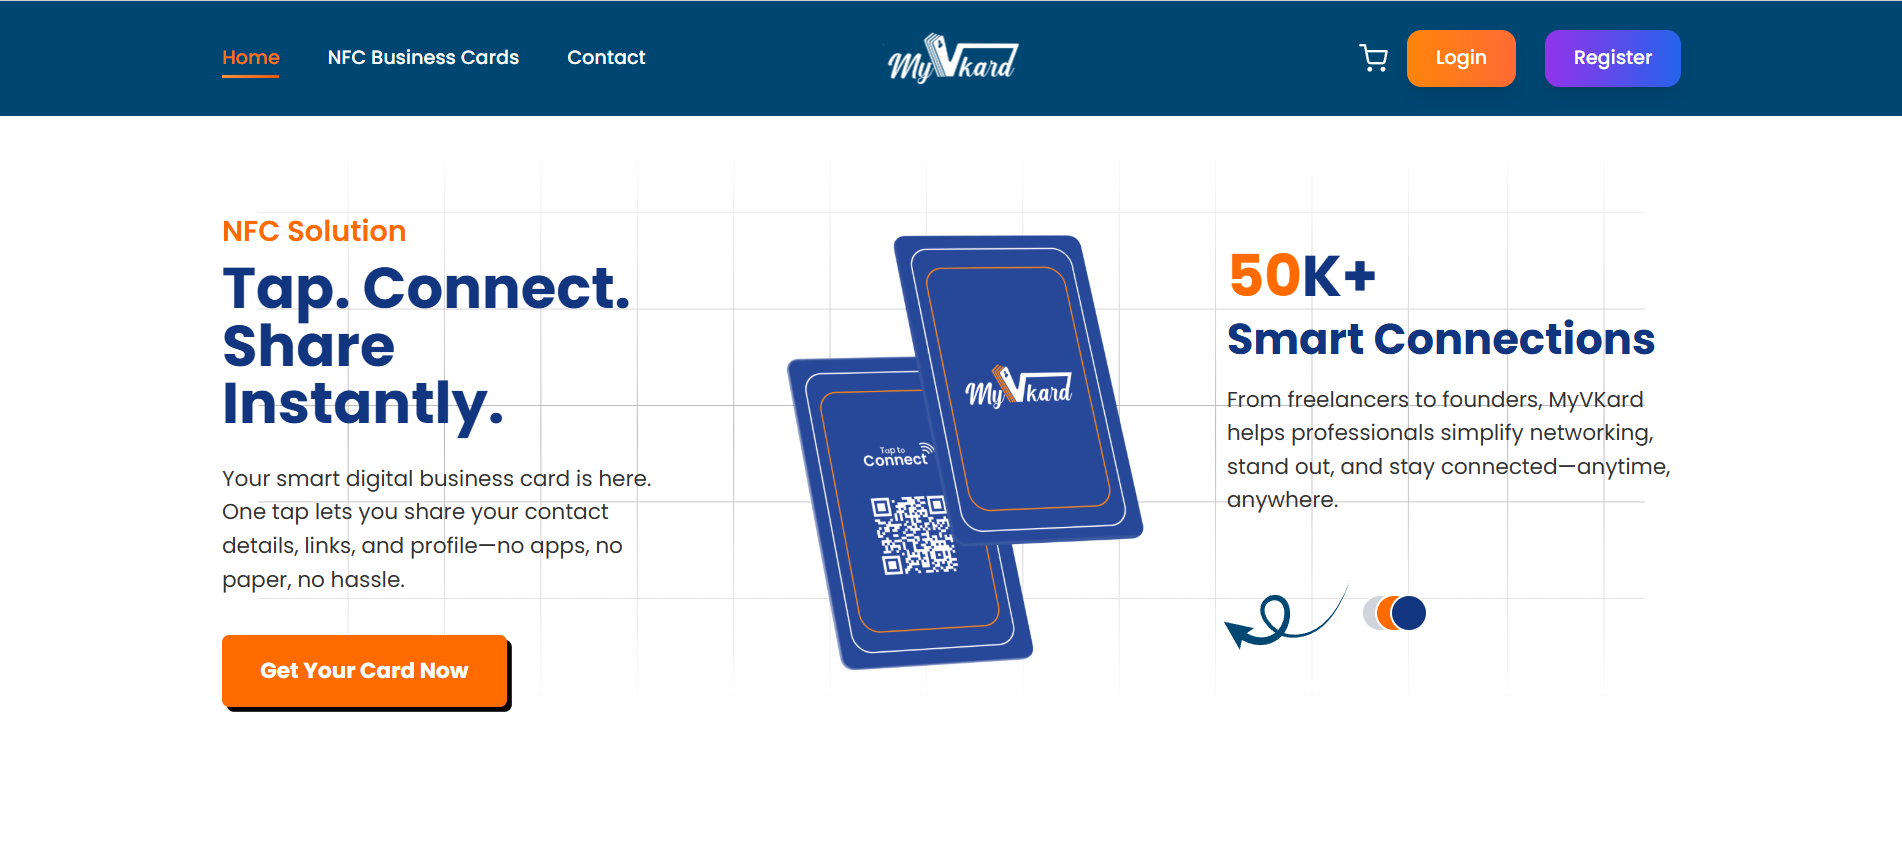 Home
NFC Business Cards
Contact
MyVkard
Login
Register
NFC Solution
Tap. Connect.
Share
Instantly.
Your smart digital business card is here.
One tap lets you share your contact
details, links, and profile—no apps, no
paper, no hassle.
Get Your Card Now
MyVkard
Tap to
Connect
50K+
Smart Connections
From freelancers to founders, MyVKard
helps professionals simplify networking,
stand out, and stay connected—anytime,
anywhere.